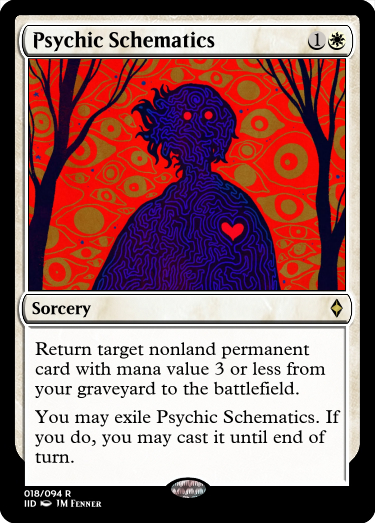 Psychic Schematics 1
Sorcery
Return target nonland permanent
card with mana value 3 or less from
your graveyard to the battlefield.
You may exile Psychic Schematics. If
you do, you may cast it until end of
turn.
018/094 R
IID JM Fenner